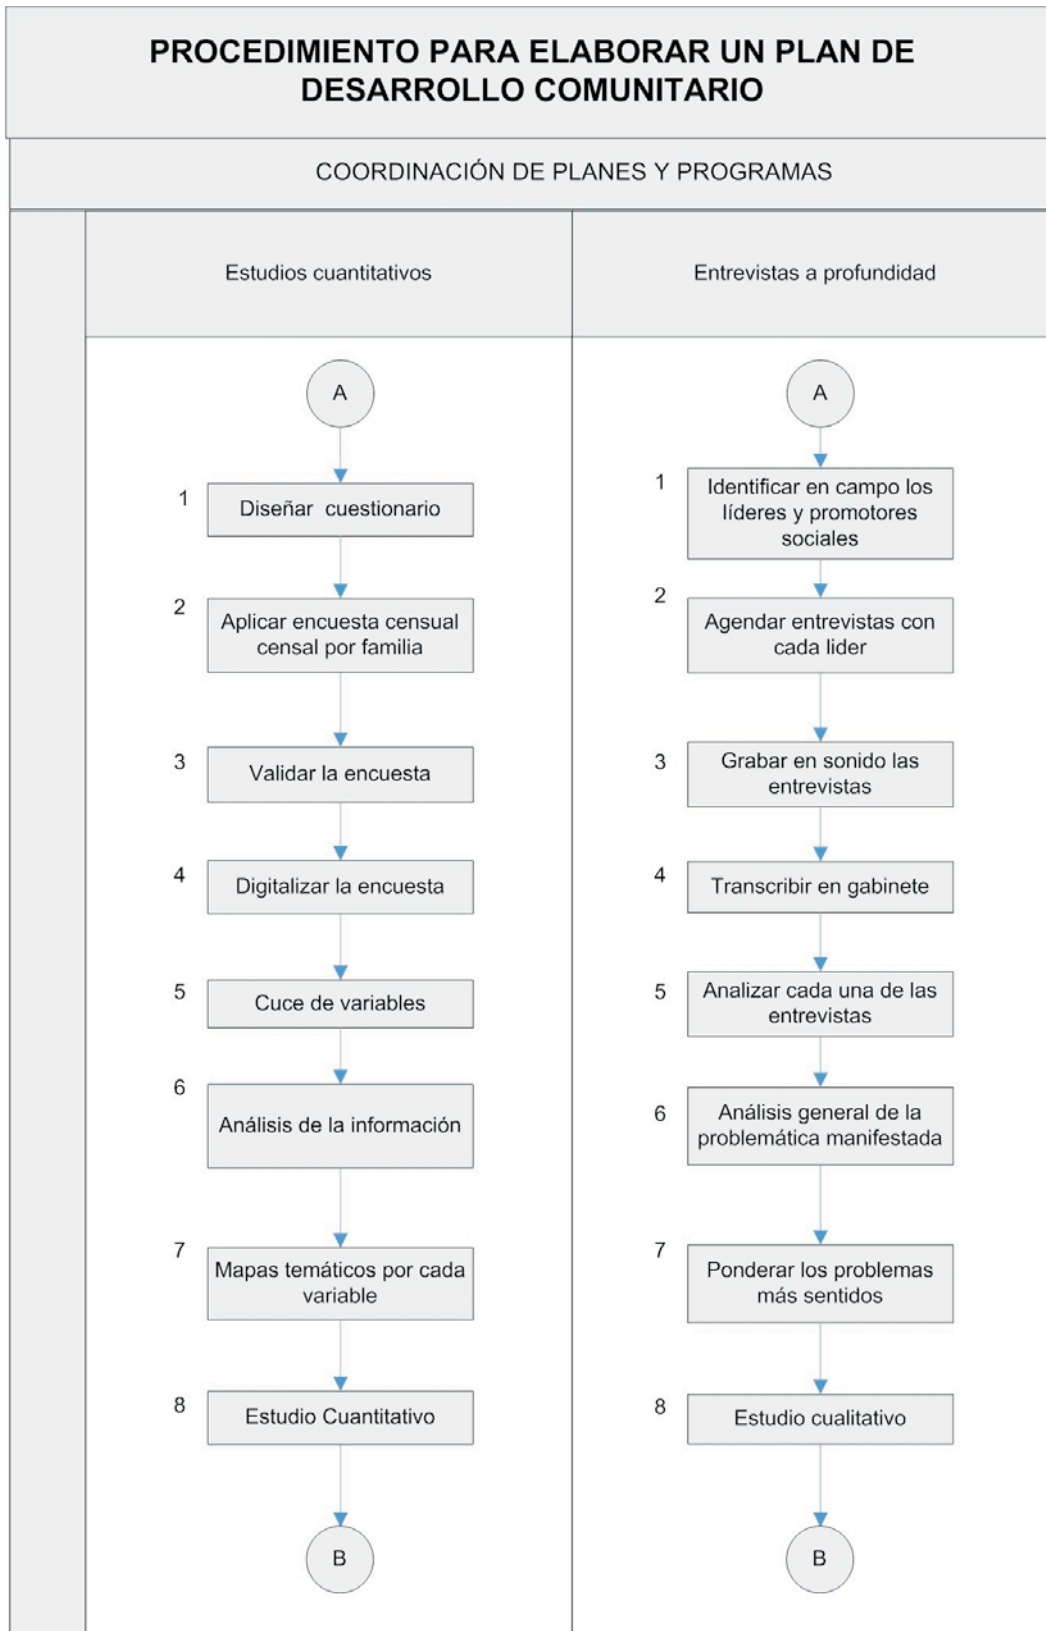 PROCEDIMIENTO PARA ELABORAR UN PLAN DE
DESARROLLO COMUNITARIO
COORDINACIÓN DE PLANES Y PROGRAMAS
Estudios cuantitativos
A
1
Diseñar cuestionario
2
Aplicar encuesta censual
censal por familia
3
Validar la encuesta
4
Digitalizar la encuesta
5
Cuce de variables
6
Análisis de la información
7
Mapas temáticos por cada
variable
8
Estudio Cuantitativo
B
Entrevistas a profundidad
A
1
Identificar en campo los
líderes y promotores
sociales
2
Agendar entrevistas con
cada lider
3
Grabar en sonido las
entrevistas
4
Transcribir en gabinete
5
Analizar cada una de las
entrevistas
6
Análisis general de la
problemática manifestada
7
Ponderar los problemas
más sentidos
8
Estudio cualitativo
B